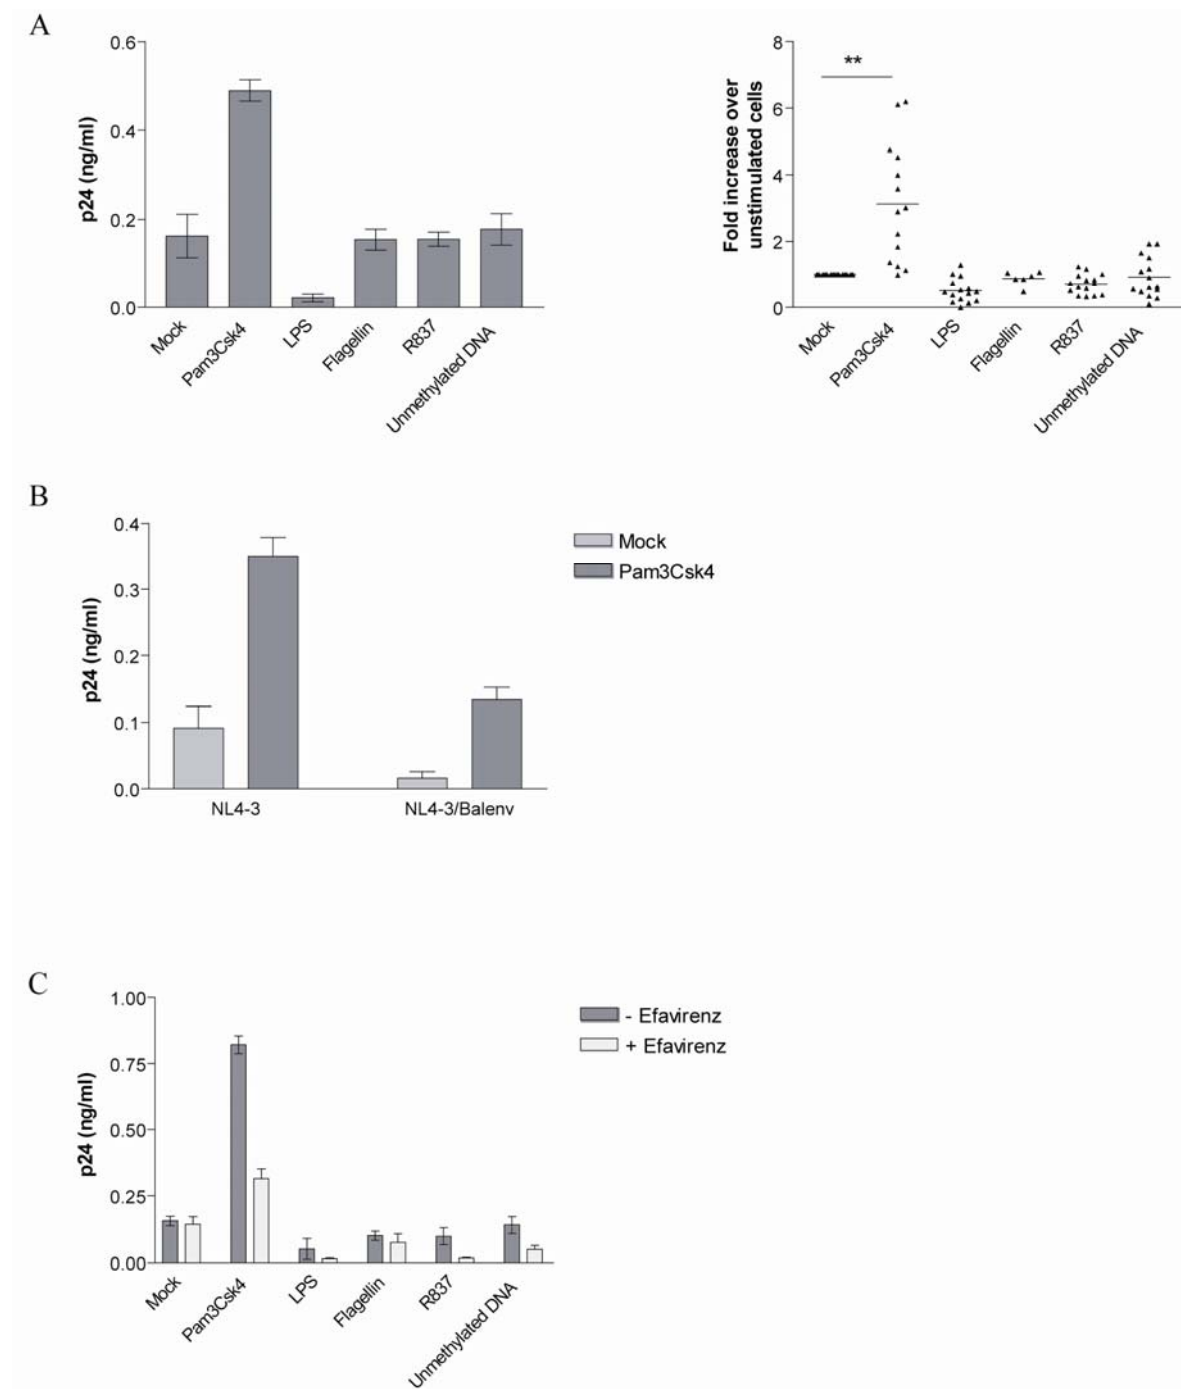 A
p24 (ng/ml)
0.6
0.4
0.2
0.0
Mock
Pam3Csk4
LPS
Flagellin
R837
Unmethylated DNA
Fold increase over
unstimulated cells
8
6
4
2
0
**
Mock
Pam3Csk4
LPS
Flagellin
R837
Unmethylated DNA
B
p24 (ng/ml)
0.4
0.3
0.2
0.1
0.0
NL4-3
NL4-3/Balenv
Mock
Pam3Csk4
C
p24 (ng/ml)
1.00
0.75
0.50
0.25
0.00
Mock
Pam3Csk4
LPS
Flagellin
R837
Unmethylated DNA
- Efavirenz
+ Efavirenz